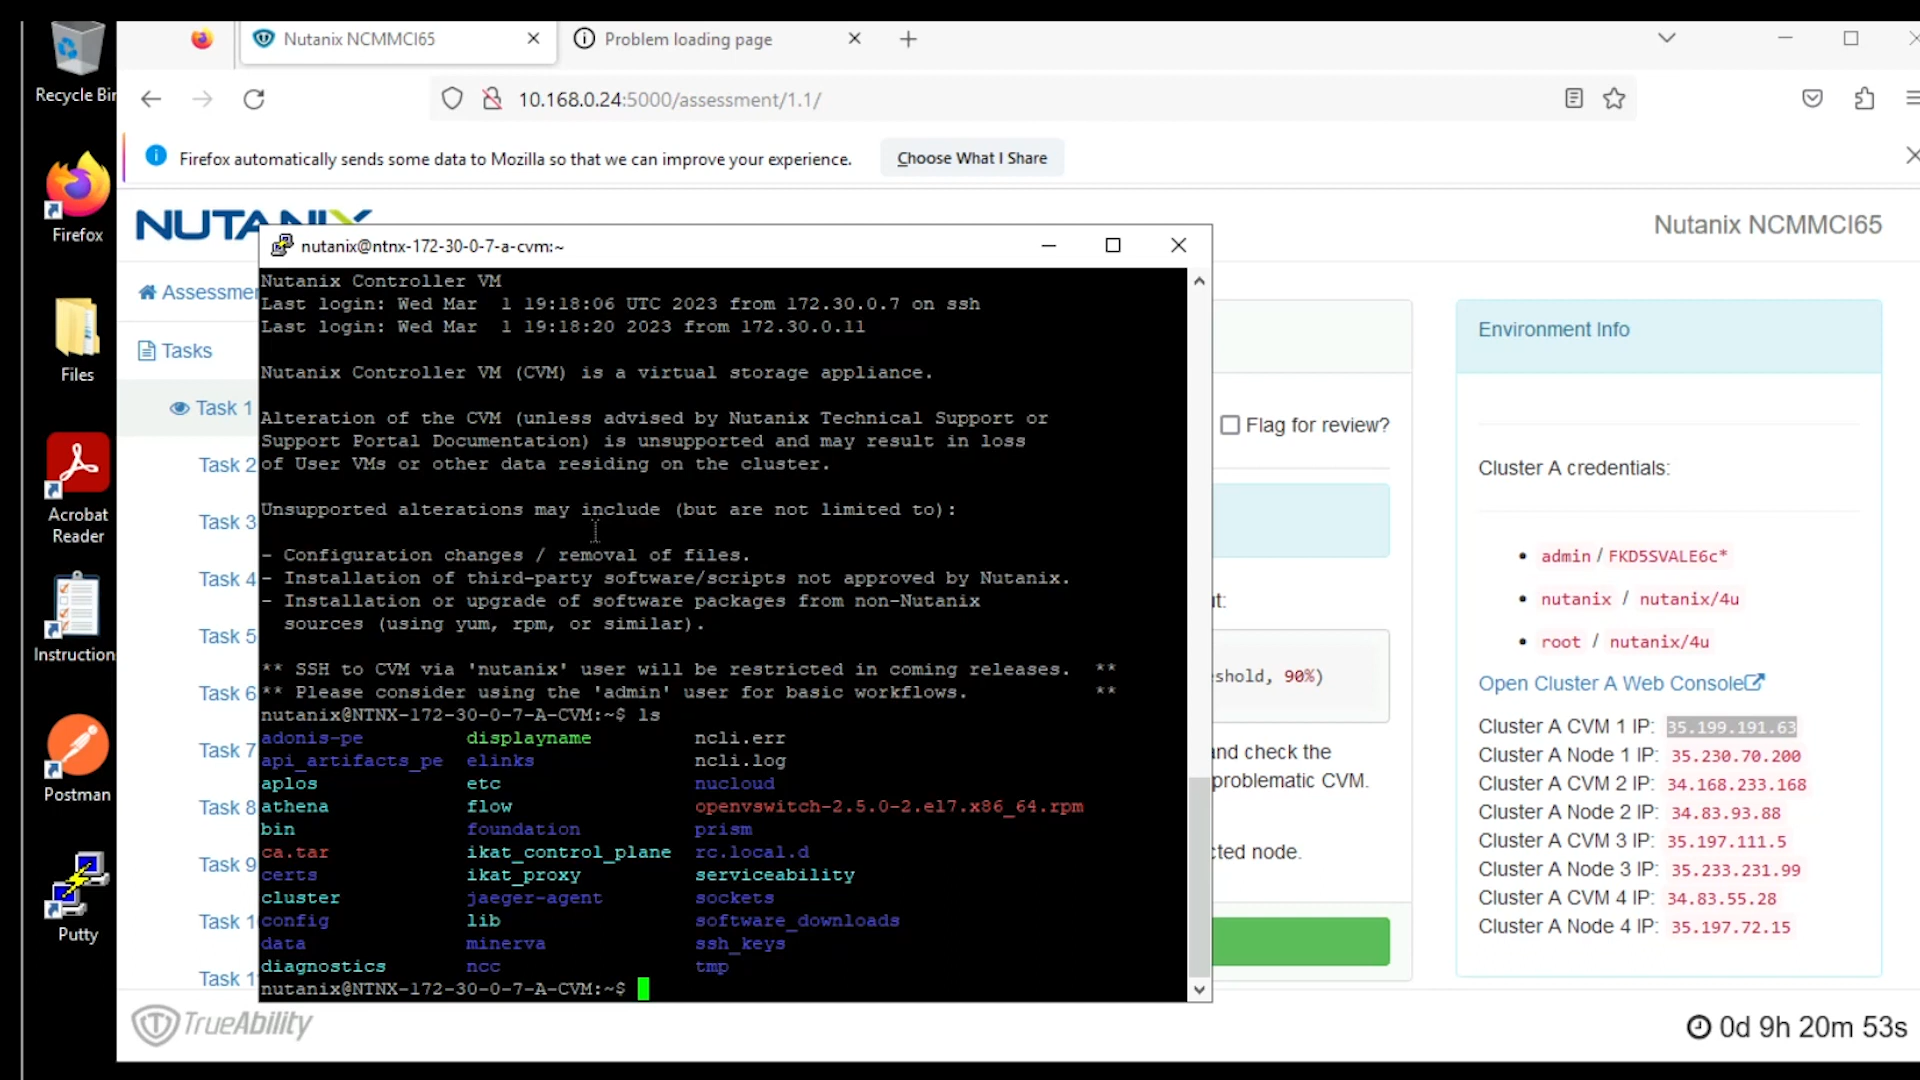 Recycle Bin
Firefox
Files
Acrobat
Reader
Instruction
Postman
Putty
Nutanix NCMMCI65
Problem loading page
10.168.0.24:5000/assessment/1.1/
Firefox automatically sends some data to Mozilla so that we can improve your experience.
Choose What I Share
NUTANIX
Nutanix NCMMCI65
Assessmen
Tasks
Task 1
Task 2
Task 3
Task 4
Task 5
Task 6
Task 7
Task 8
Task 9
Task 1
Task 1
nutanix@ntnx-172-30-0-7-a-cvm:~
Nutanix Controller VM
Last login: Wed Mar  1 19:18:06 UTC 2023 from 172.30.0.7 on ssh
Last login: Wed Mar  1 19:18:20 2023 from 172.30.0.11
Nutanix Controller VM (CVM) is a virtual storage appliance.
Alteration of the CVM (unless advised by Nutanix Technical Support or
Support Portal Documentation) is unsupported and may result in loss
of User VMs or other data residing on the cluster.
Unsupported alterations may include (but are not limited to):
- Configuration changes / removal of files.
- Installation of third-party software/scripts not approved by Nutanix.
- Installation or upgrade of software packages from non-Nutanix
sources (using yum, rpm, or similar).
** SSH to CVM via 'nutanix' user will be restricted in coming releases.  **
** Please consider using the 'admin' user for basic workflows.  **
nutanix@NTNX-172-30-0-7-A-CVM:~$ ls
adonis-pe displayname ncli.err
api_artifacts_pe elinks ncli.log
aplos etc nucloud
athena flow openvswitch-2.5.0-2.el7.x86_64.rpm
bin foundation prism
ca.tar ikat_control_plane rc.local.d
certs ikat_proxy serviceability
cluster jaeger-agent sockets
config lib software_downloads
data minerva ssh_keys
diagnostics ncc tmp
nutanix@NTNX-172-30-0-7-A-CVM:~$
Flag for review?
ut:
shold, 90%)
and check the
problematic CVM.
cted node.
Environment Info
Cluster A credentials:
admin / FKD5SVALE6c*
nutanix / nutanix/4u
root / nutanix/4u
Open Cluster A Web Console
Cluster A CVM 1 IP: 35.199.191.63
Cluster A Node 1 IP: 35.230.70.200
Cluster A CVM 2 IP: 34.168.233.168
Cluster A Node 2 IP: 34.83.93.88
Cluster A CVM 3 IP: 35.197.111.5
Cluster A Node 3 IP: 35.233.231.99
Cluster A CVM 4 IP: 34.83.55.28
Cluster A Node 4 IP: 35.197.72.15
TrueAbility
0d 9h 20m 53s